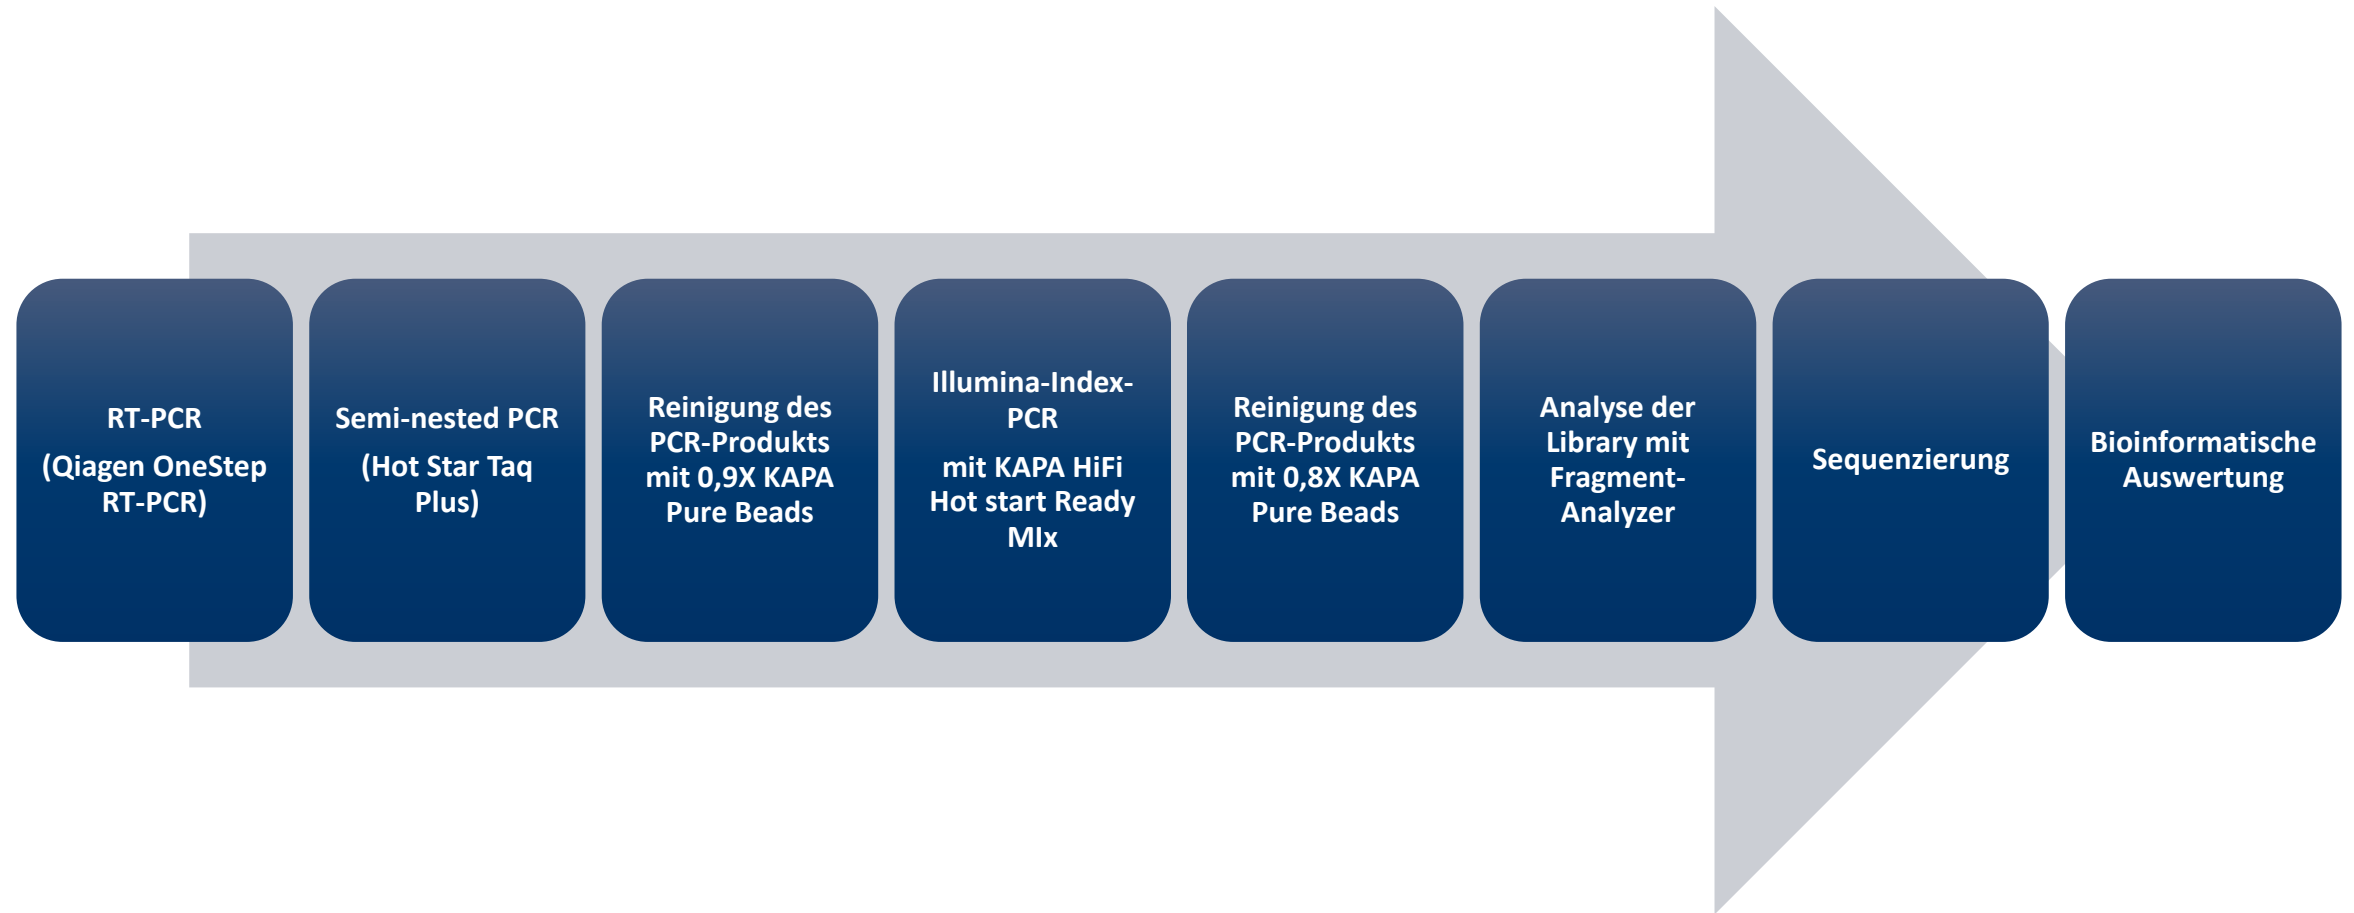 RT-PCR
(Qiagen OneStep
RT-PCR)
Semi-nested PCR
(Hot Star Taq
Plus)
Reinigung des
PCR-Produkts
mit 0,9X KAPA
Pure Beads
Illumina-Index-
PCR
mit KAPA HiFi
Hot start Ready
MIx
Reinigung des
PCR-Produkts
mit 0,8X KAPA
Pure Beads
Analyse der
Library mit
Fragment-
Analyzer
Sequenzierung
Bioinformatische
Auswertung